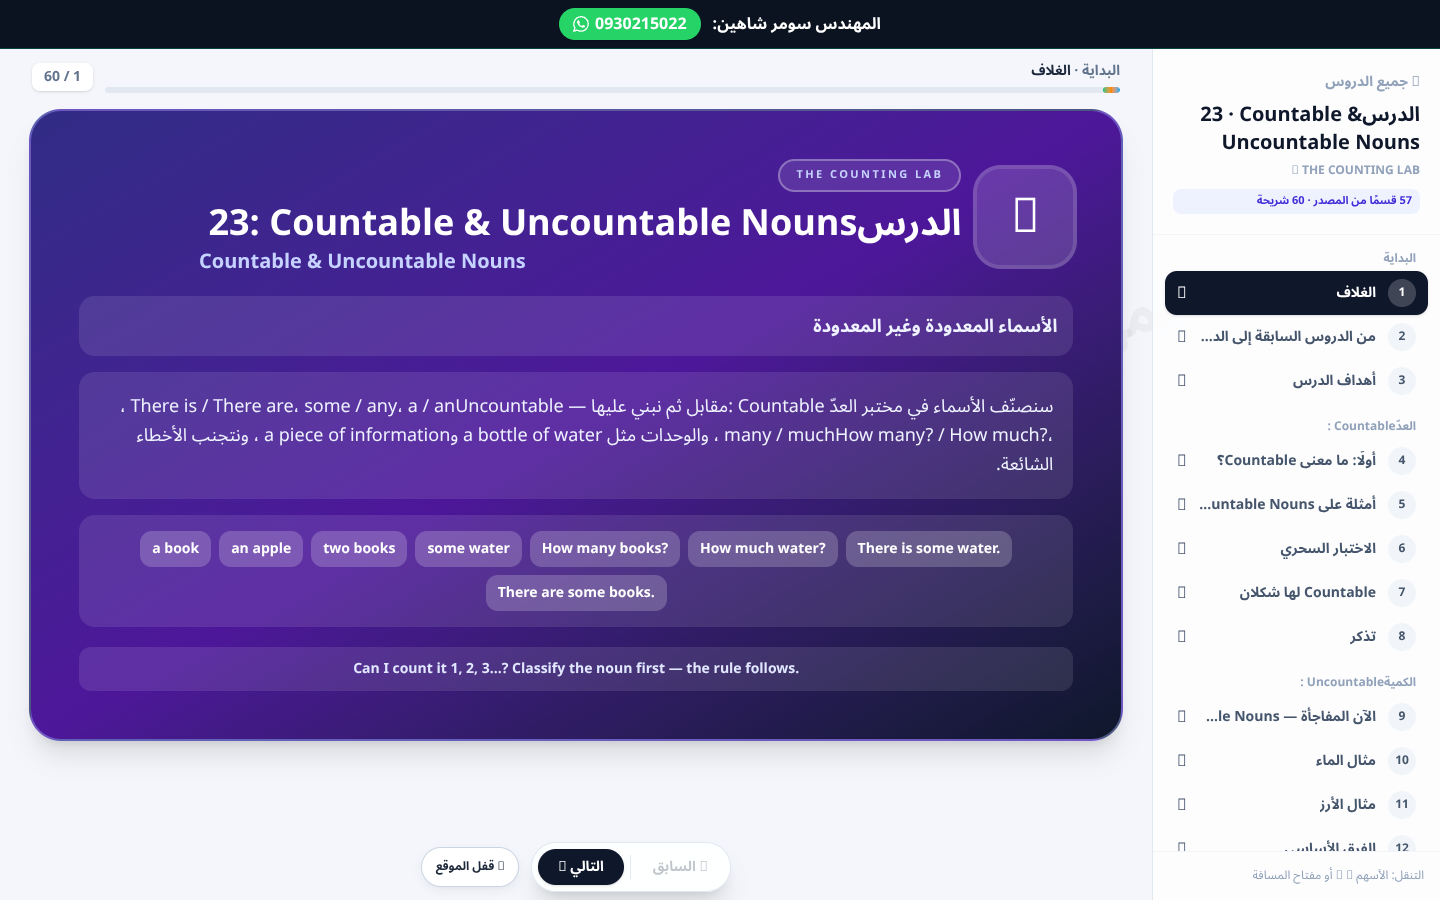 المهندس سومر شاهين: 0930215022
جميع الدروس
الدرس23 · Countable &
Uncountable Nouns
THE COUNTING LAB
57 قسمًا من المصدر · 60 شريحة
البداية
1 الغلاف
2 من الدروس السابقة إلى الد...
3 أهداف الدرس
العدّCountable :
4 أولًا: ما معنى Countable؟
5 أمثلة على untable Nouns...
6 الاختبار السحري
7 Countable لها شكلان
8 تذكر
الكميةUncountable :
9 الآن المفاجأة — le Nouns...
10 مثال الماء
11 مثال الأرز
12 الفرق الأساسي
التنقل: الأسهم أو مفتاح المسافة
البداية · الغلاف
60 / 1
THE COUNTING LAB
الدرس23: Countable & Uncountable Nouns
Countable & Uncountable Nouns
الأسماء المعدودة وغير المعدودة
سنصنّف الأسماء في مختبر العدّ Countable :مقابل ثم نبني عليها — There is / There are، some / any، a / anUncountable ،
،?many / muchHow many? / How much ، والوحدات مثل a bottle of water وa piece of information ، ونتجنب الأخطاء
الشائعة.
a book an apple two books some water How many books? How much water? There is some water.
There are some books.
Can I count it 1, 2, 3...? Classify the noun first — the rule follows.
السابق
التالي
قفل الموقع